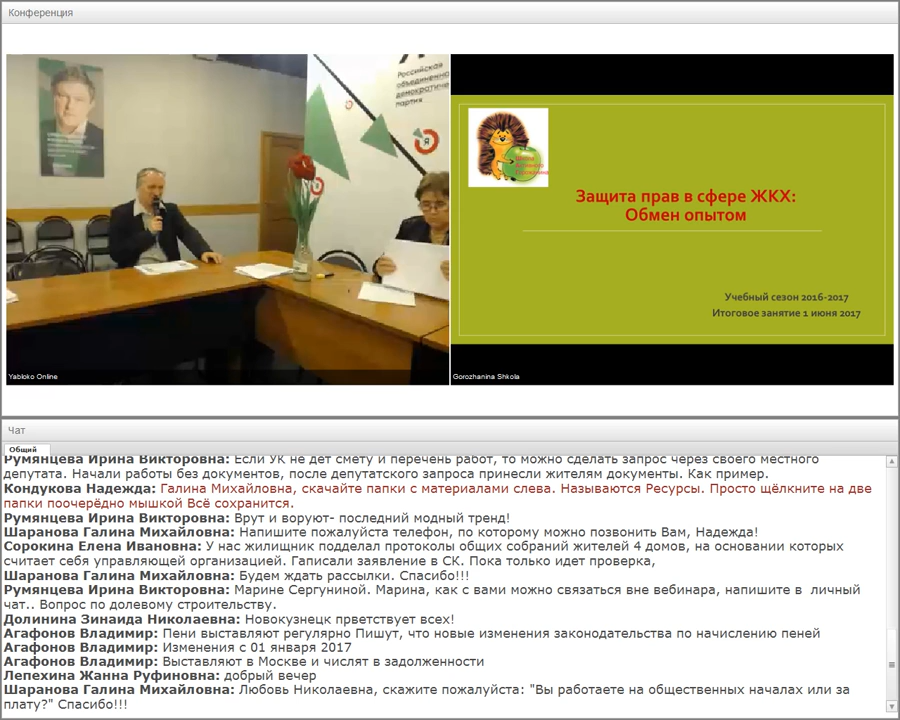 Конференция
Российская
объединенно
демократиче
партия
Я
Yabloko Online
Защита прав в сфере ЖКХ:
Обмен опытом
Учебный сезон 2016-2017
Итоговое занятие 1 июня 2017
Gorozhanina Shkola
Чат
Общий
Румянцева Ирина Викторовна: Если УК не дет смету и перечень работ, то можно сделать запрос через своего местного
депутата. Начали работы без документов, после депутатского запроса принесли жителям документы. Как пример.
Кондукова Надежда: Галина Михайловна, скачайте папки с материалами слева. Называются Ресурсы. Просто щёлкните на две
папки поочерёдно мышкой Всё сохранится.
Румянцева Ирина Викторовна: Врут и воруют- последний модный тренд!
Шаранова Галина Михайловна: Напишите пожалуйста телефон, по которому можно позвонить Вам, Надежда!
Сорокина Елена Ивановна: У нас жилищник подделал протоколы общих собраний жителей 4 домов, на основании которых
считает себя управляющей организацией. Гаписали заявление в СК. Пока только идет проверка,
Шаранова Галина Михайловна: Будем ждать рассылки. Спасибо!!!
Румянцева Ирина Викторовна: Марине Сергуниной. Марина, как с вами можно связаться вне вебинара, напишите в личный
чат.. Вопрос по долевому строительству.
Долинина Зинаида Николаевна: Новокузнецк прветствует всех!
Агафонов Владимир: Пени выставляют регулярно Пишут, что новые изменения законодательства по начислению пеней
Агафонов Владимир: Изменения с 01 января 2017
Агафонов Владимир: Выставляют в Москве и числят в задолженности
Лепехина Жанна Руфиновна: добрый вечер
Шаранова Галина Михайловна: Любовь Николаевна, скажите пожалуйста: "Вы работаете на общественных началах или за
плату?" Спасибо!!!